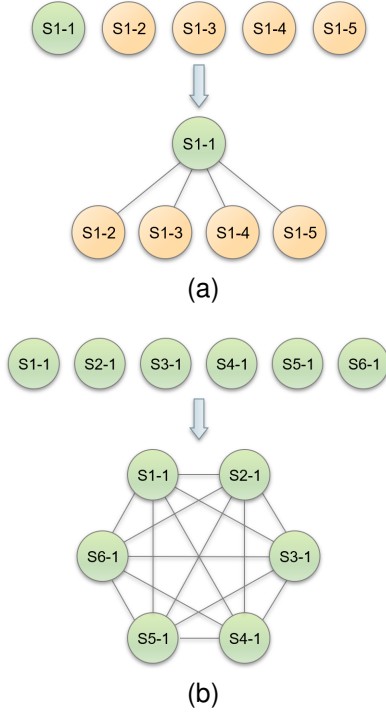 S1-1 S1-2 S1-3 S1-4 S1-5
S1-1
S1-2 S1-3 S1-4 S1-5
(a)
S1-1 S2-1 S3-1 S4-1 S5-1 S6-1
S1-1 S2-1
S6-1 S3-1
S5-1 S4-1
(b)